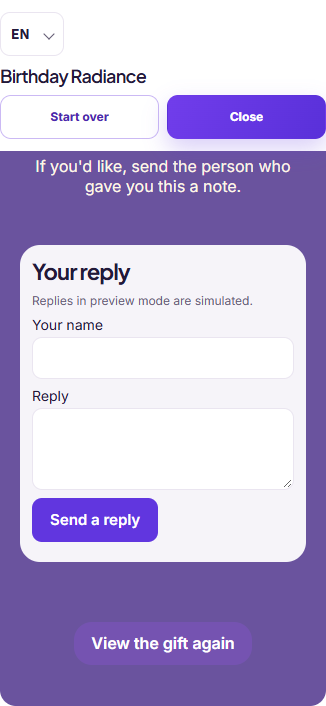 EN
Birthday Radiance
Start over
Close
If you'd like, send the person who
gave you this a note.
Your reply
Replies in preview mode are simulated.
Your name
Reply
Send a reply
View the gift again